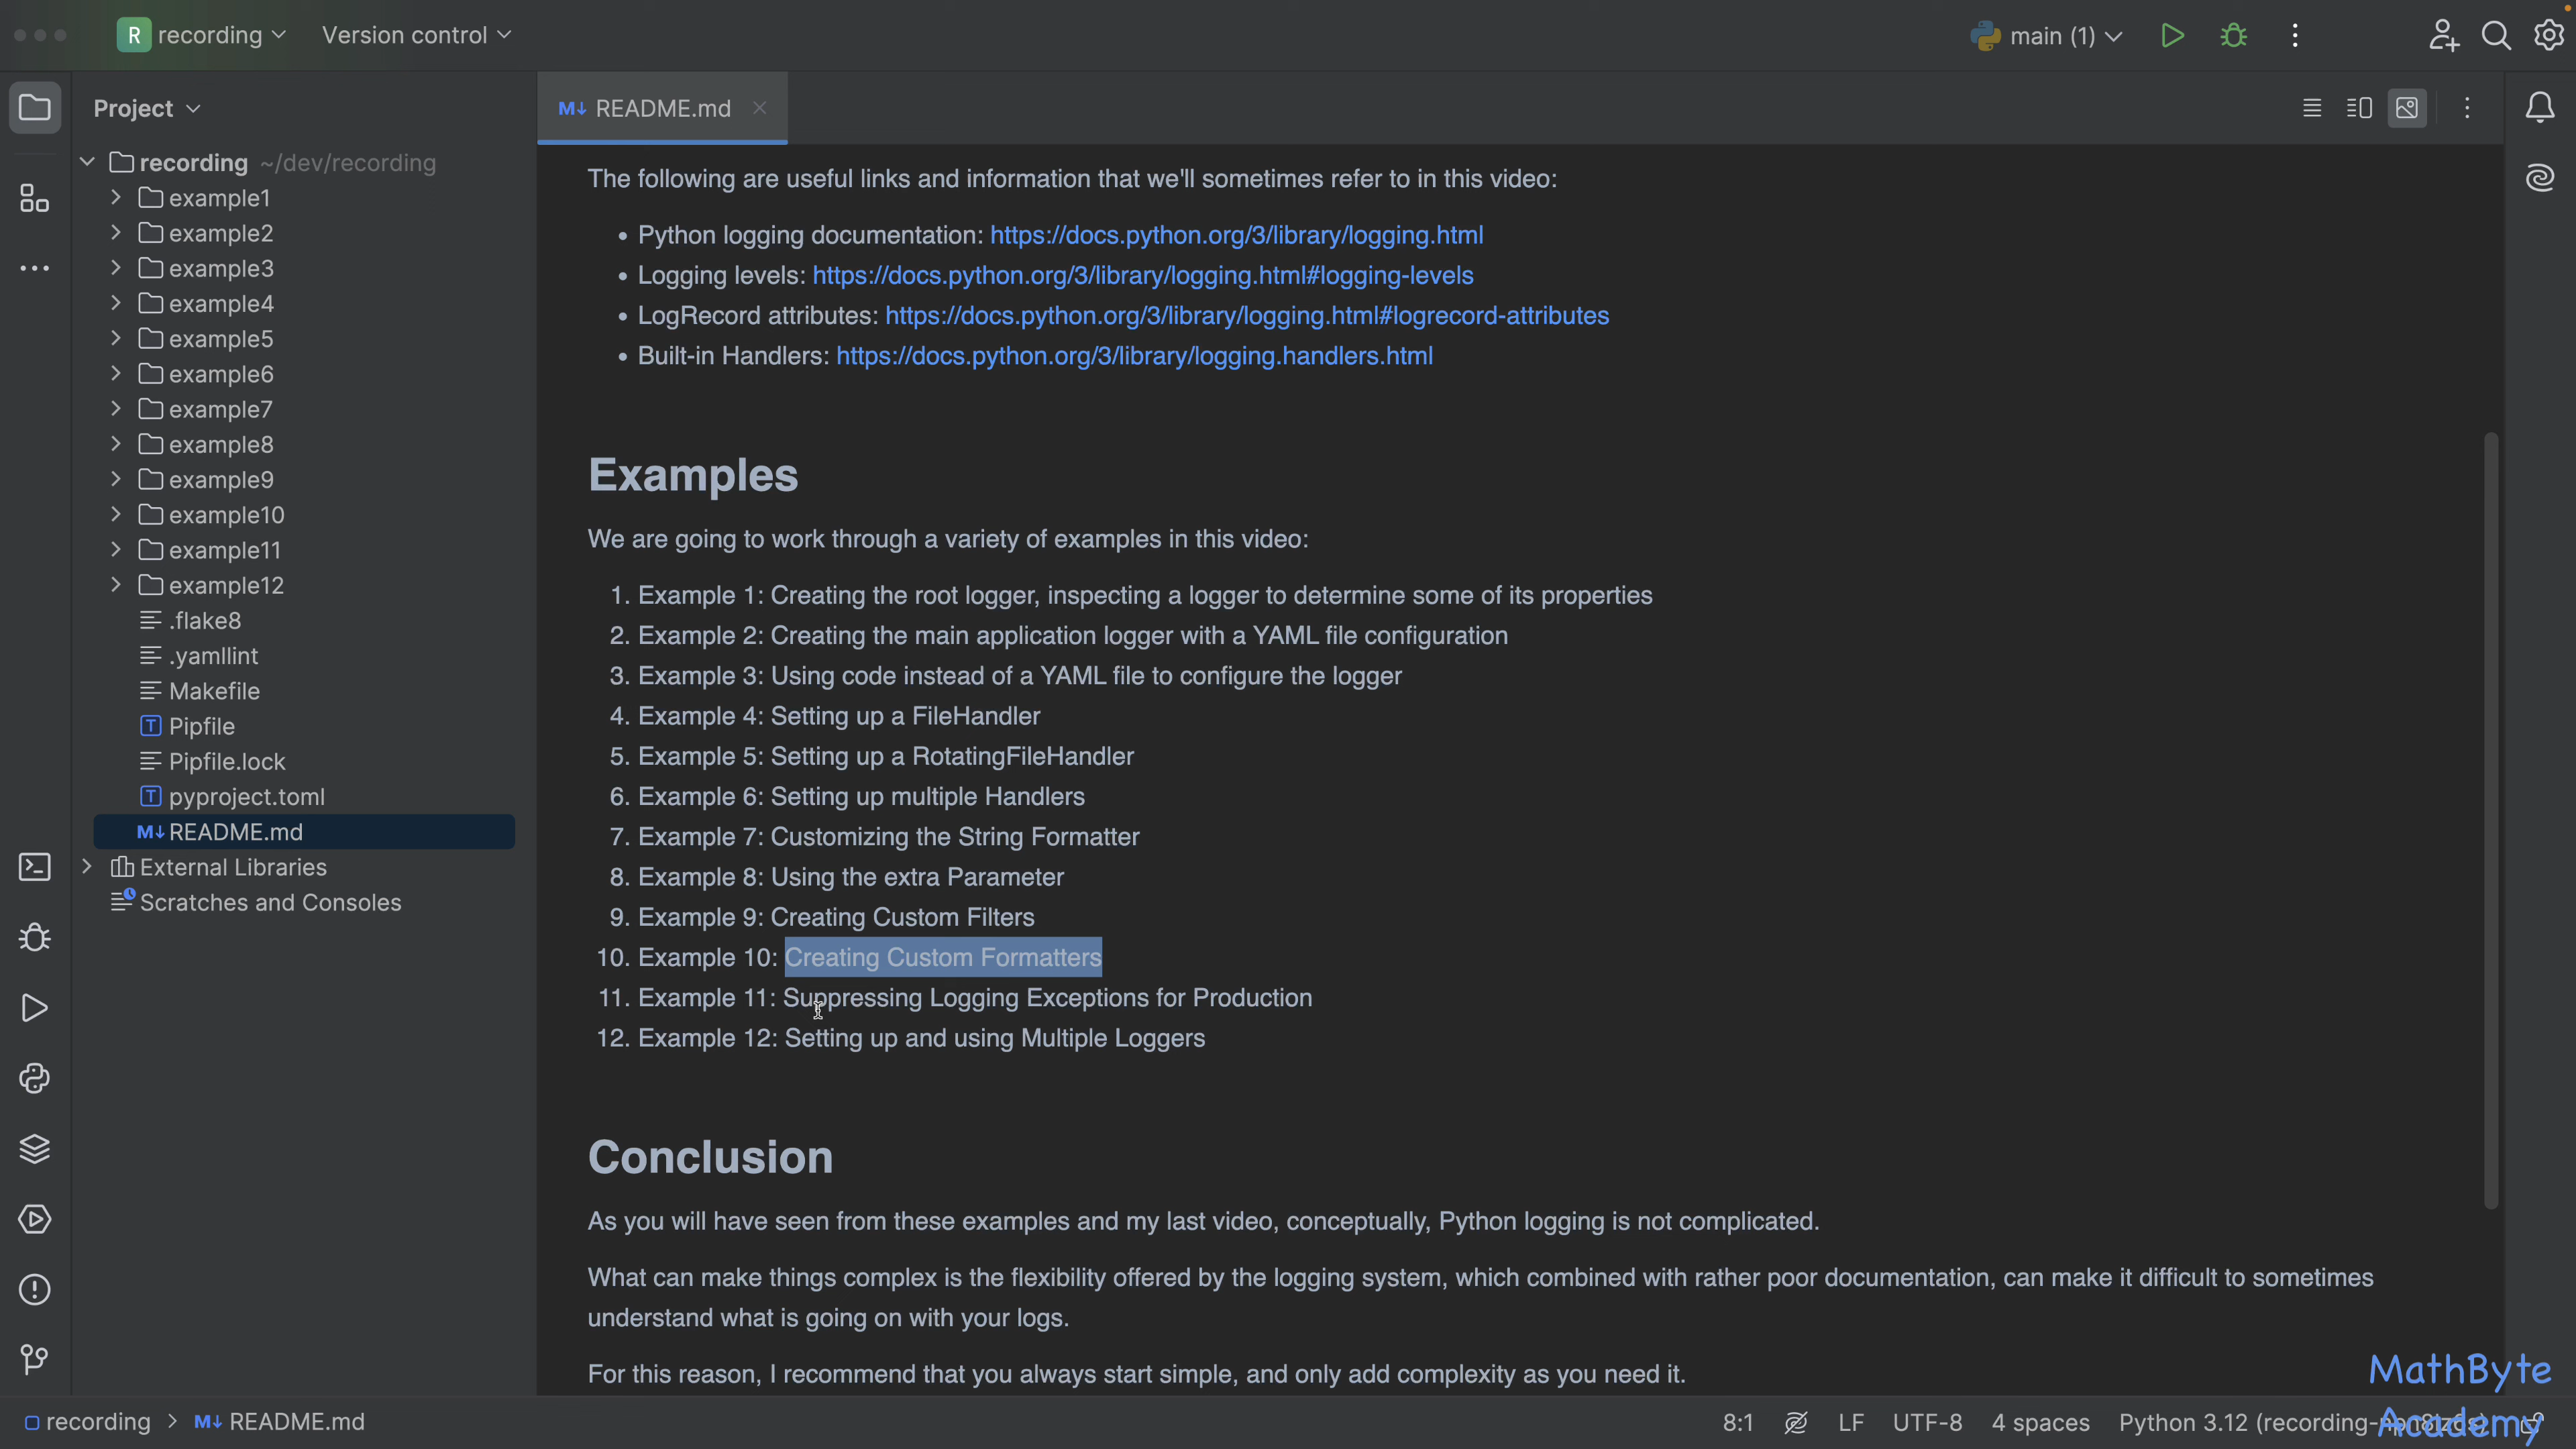 R recording Version control main (1)
Project
README.md
recording ~/dev/recording
example1
example2
example3
example4
example5
example6
example7
example8
example9
example10
example11
example12
.flake8
.yamllint
Makefile
Pipfile
Pipfile.lock
pyproject.toml
README.md
External Libraries
Scratches and Consoles
The following are useful links and information that we'll sometimes refer to in this video:
• Python logging documentation: https://docs.python.org/3/library/logging.html
• Logging levels: https://docs.python.org/3/library/logging.html#logging-levels
• LogRecord attributes: https://docs.python.org/3/library/logging.html#logrecord-attributes
• Built-in Handlers: https://docs.python.org/3/library/logging.handlers.html
Examples
We are going to work through a variety of examples in this video:
1. Example 1: Creating the root logger, inspecting a logger to determine some of its properties
2. Example 2: Creating the main application logger with a YAML file configuration
3. Example 3: Using code instead of a YAML file to configure the logger
4. Example 4: Setting up a FileHandler
5. Example 5: Setting up a RotatingFileHandler
6. Example 6: Setting up multiple Handlers
7. Example 7: Customizing the String Formatter
8. Example 8: Using the extra Parameter
9. Example 9: Creating Custom Filters
10. Example 10: Creating Custom Formatters
11. Example 11: Suppressing Logging Exceptions for Production
12. Example 12: Setting up and using Multiple Loggers
Conclusion
As you will have seen from these examples and my last video, conceptually, Python logging is not complicated.
What can make things complex is the flexibility offered by the logging system, which combined with rather poor documentation, can make it difficult to sometimes
understand what is going on with your logs.
For this reason, I recommend that you always start simple, and only add complexity as you need it.
MathByte
Academy
recording > README.md 8:1 LF UTF-8 4 spaces Python 3.12